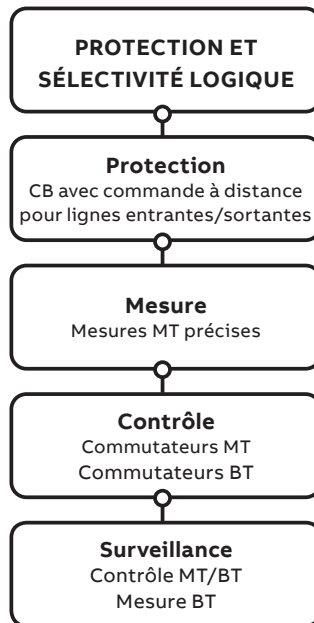 PROTECTION ET
SÉLECTIVITÉ LOGIQUE
Protection
CB avec commande à distance
pour lignes entrantes/sortantes
Mesure
Mesures MT précises
Contrôle
Commutateurs MT
Commutateurs BT
Surveillance
Contrôle MT/BT
Mesure BT